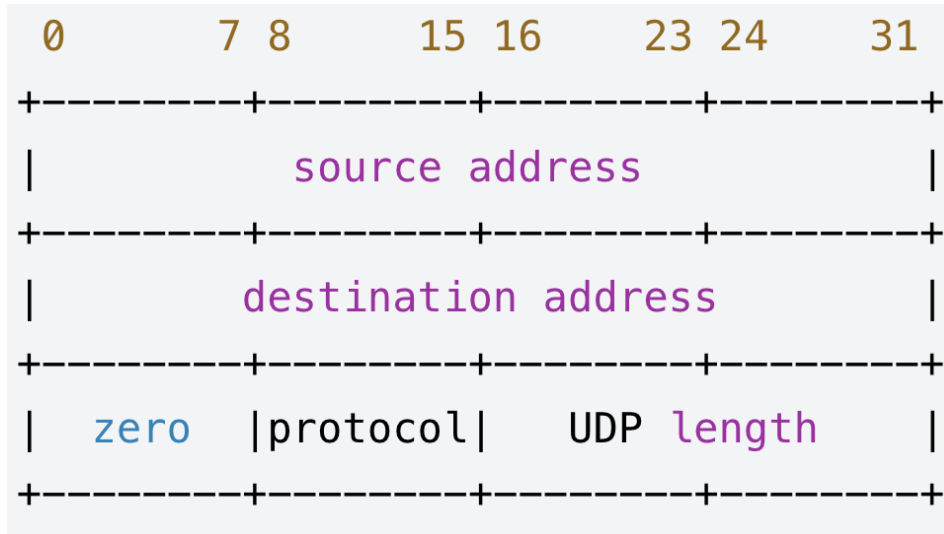 0      7 8     15 16    23 24    31
+--------+--------+--------+--------+
|          source address           |
+--------+--------+--------+--------+
|        destination address        |
+--------+--------+--------+--------+
|  zero  |protocol|   UDP length    |
+--------+--------+--------+--------+